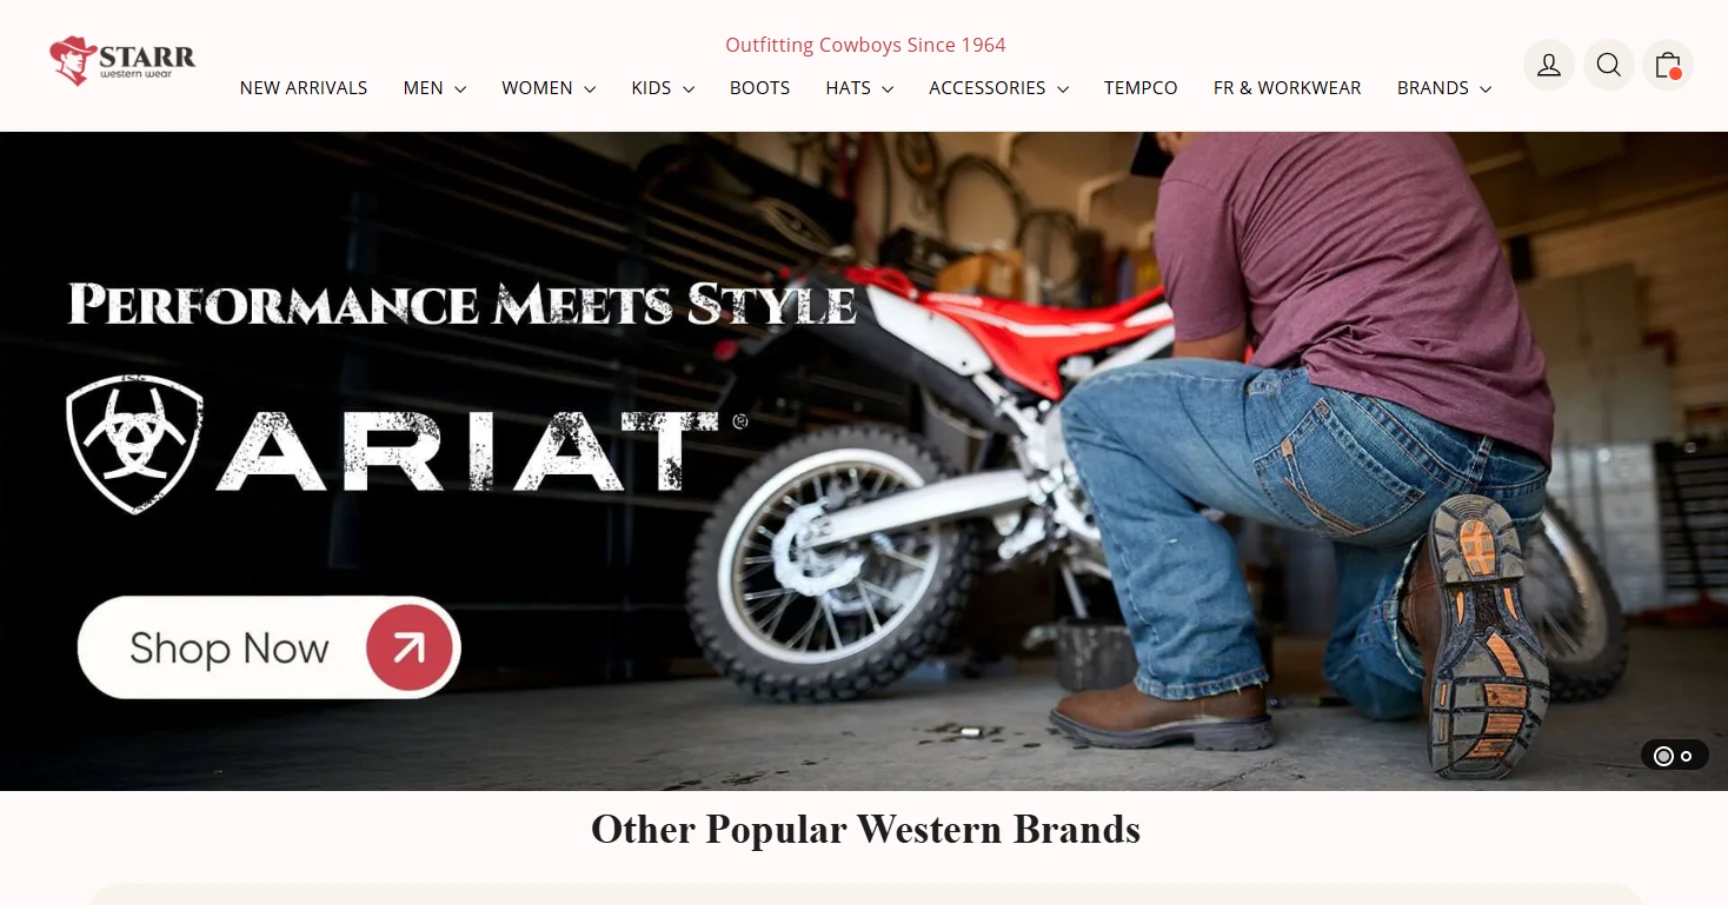 STARR
western wear
Outfitting Cowboys Since 1964
NEW ARRIVALS MEN WOMEN KIDS BOOTS HATS ACCESSORIES TEMPCO FR & WORKWEAR BRANDS
PERFORMANCE MEETS STYLE
ARIAT®
Shop Now
Other Popular Western Brands